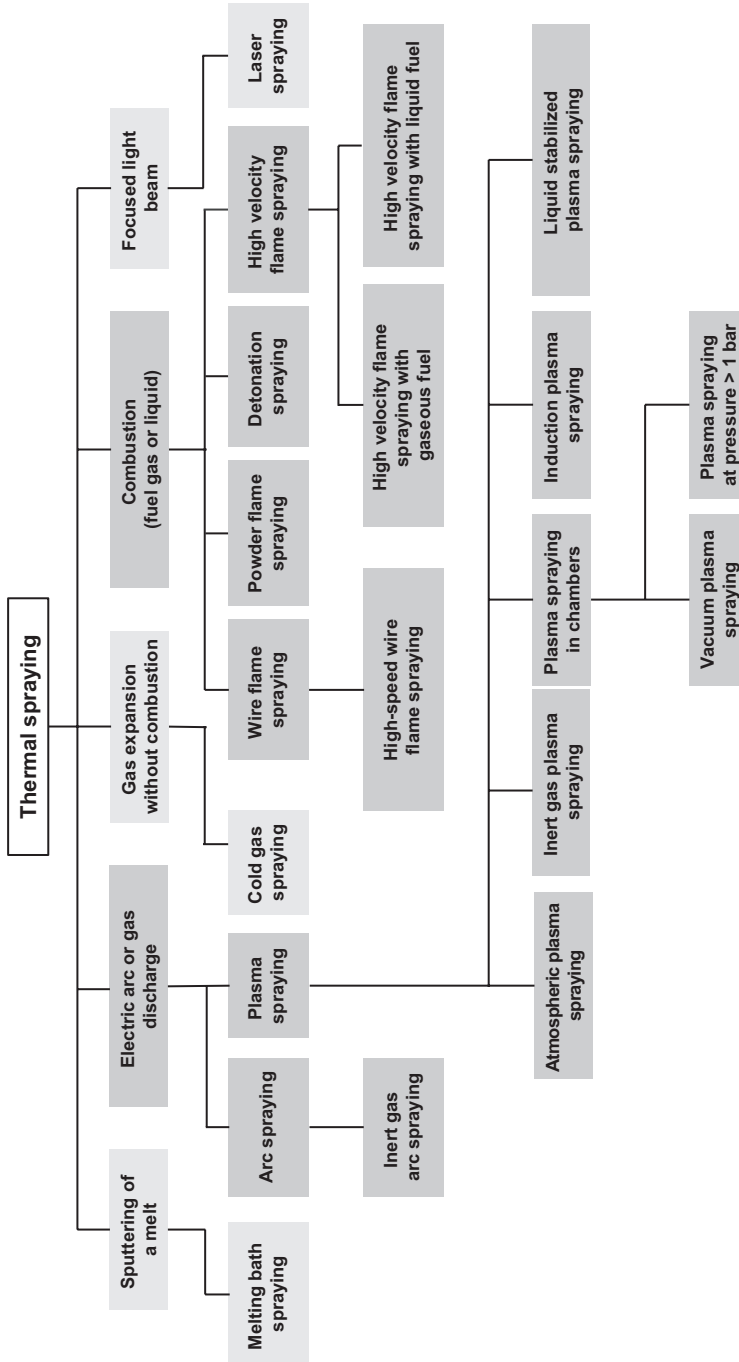 Thermal spraying
Sputtering of
a melt
Electric arc or gas
discharge
Gas expansion
without combustion
Combustion
(fuel gas or liquid)
Focused light
beam
Melting bath
spraying
Arc spraying
Plasma
spraying
Cold gas
spraying
Wire flame
spraying
Powder flame
spraying
Detonation
spraying
High velocity
flame spraying
Laser
spraying
Inert gas
arc spraying
High-speed wire
flame spraying
High velocity flame
spraying with
gaseous fuel
High velocity flame
spraying with liquid fuel
Atmospheric plasma
spraying
Inert gas plasma
spraying
Plasma spraying
in chambers
Induction plasma
spraying
Liquid stabilized
plasma spraying
Vacuum plasma
spraying
Plasma spraying
at pressure > 1 bar